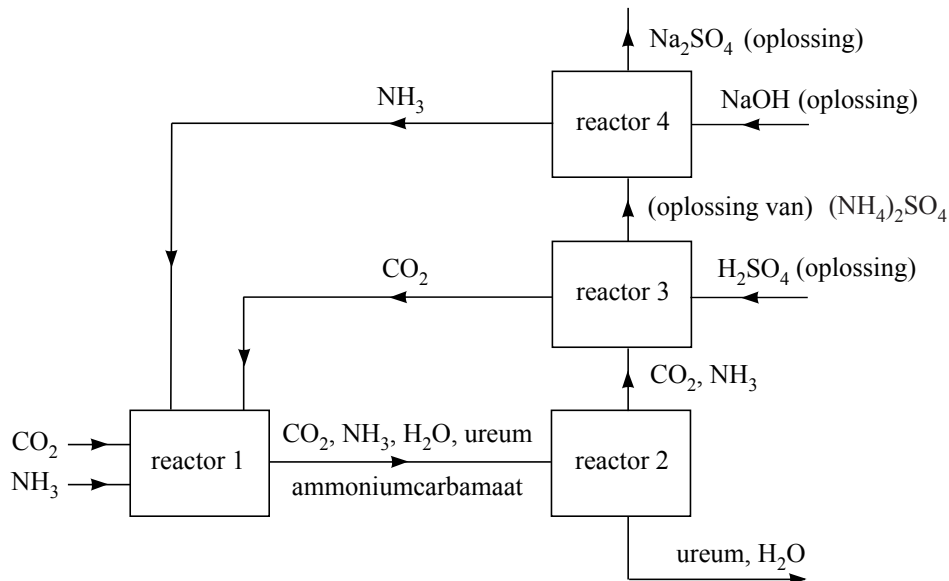 Na₂SO₄ (oplossing)
NH₃
reactor 4
NaOH (oplossing)
(oplossing van) (NH₄)₂SO₄
CO₂
reactor 3
H₂SO₄ (oplossing)
CO₂, NH₃
CO₂
NH₃
reactor 1
CO₂, NH₃, H₂O, ureum
ammoniumcarbamaat
reactor 2
ureum, H₂O